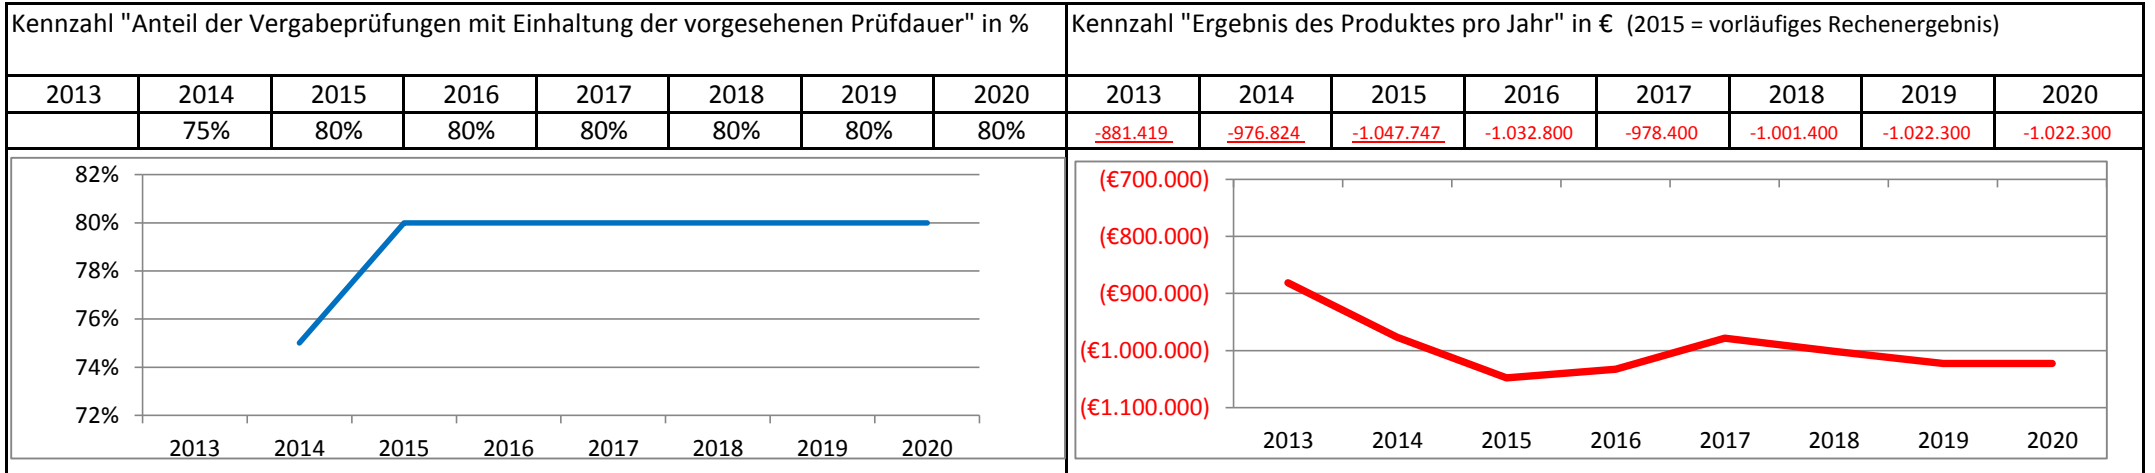 Kennzahl "Anteil der Vergabeprüfungen mit Einhaltung der vorgesehenen Prüfdauer" in %
2013 2014 2015 2016 2017 2018 2019 2020
75% 80% 80% 80% 80% 80% 80%
82%
80%
78%
76%
74%
72%
2013 2014 2015 2016 2017 2018 2019 2020
Kennzahl "Ergebnis des Produktes pro Jahr" in € (2015 = vorläufiges Rechenergebnis)
2013 2014 2015 2016 2017 2018 2019 2020
-881.419 -976.824 -1.047.747 -1.032.800 -978.400 -1.001.400 -1.022.300 -1.022.300
(€700.000)
(€800.000)
(€900.000)
(€1.000.000)
(€1.100.000)
2013 2014 2015 2016 2017 2018 2019 2020